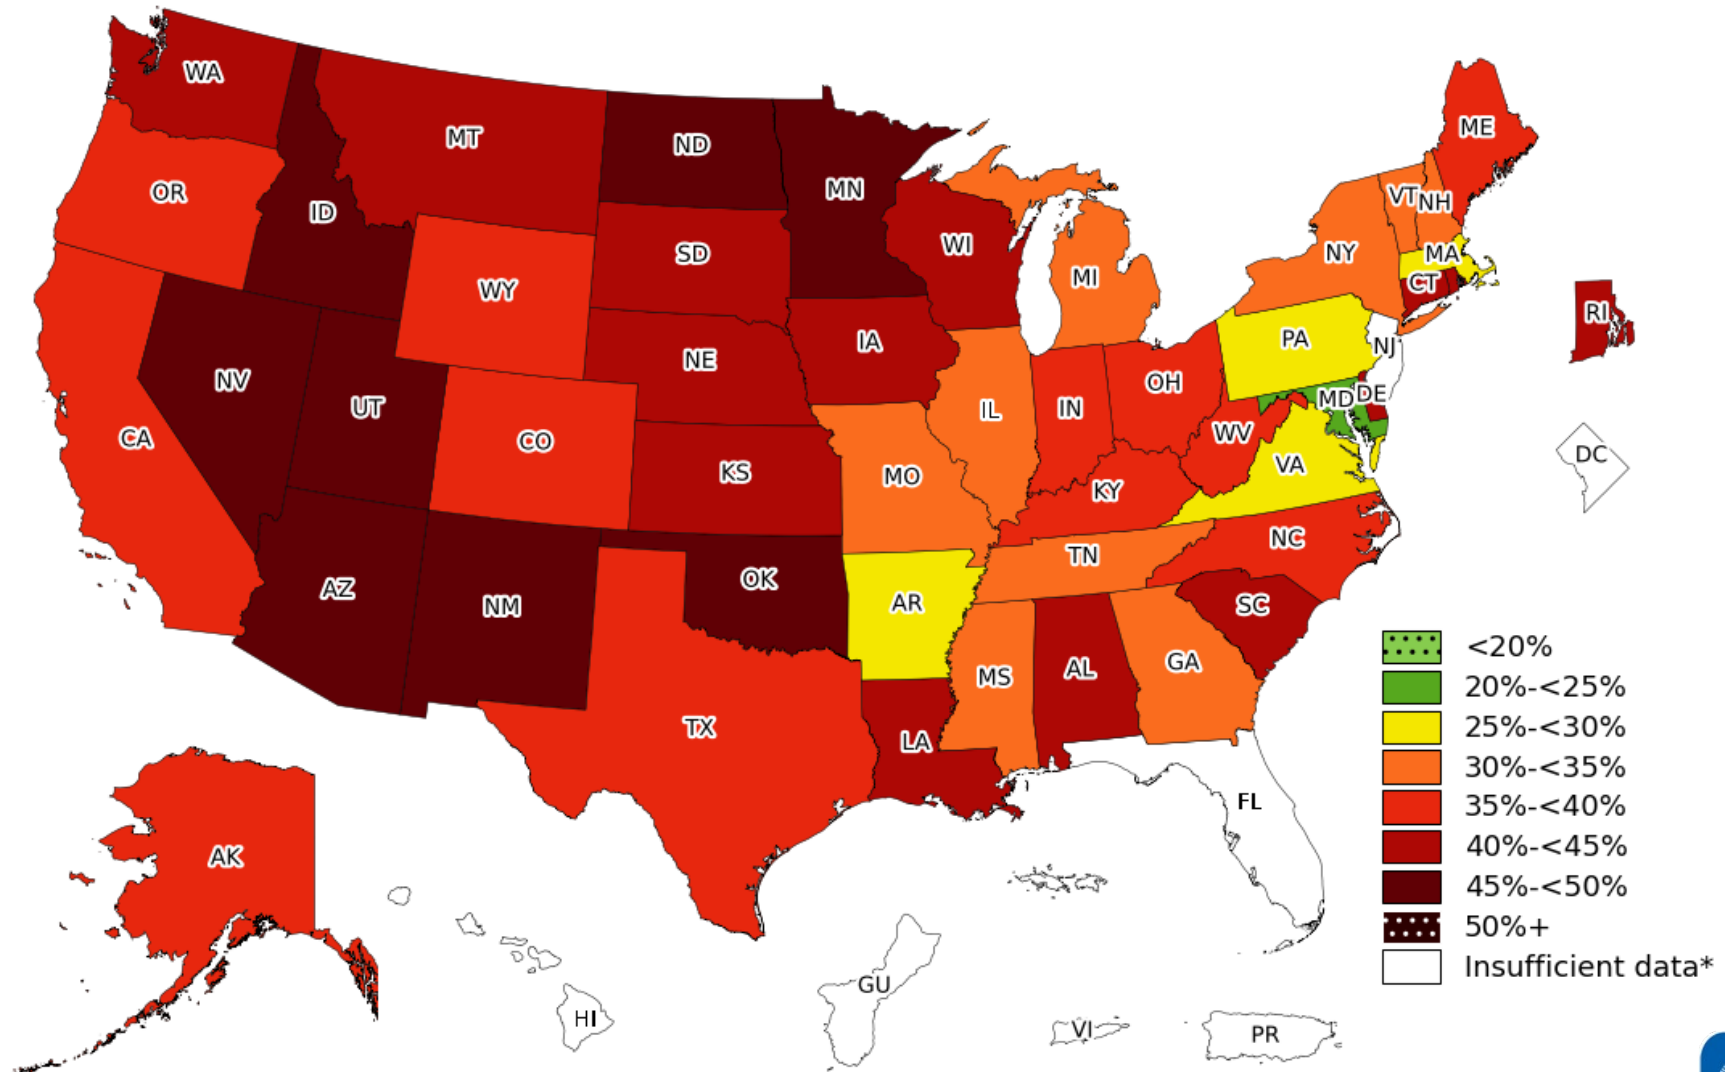 WA
MT
ND
MN
OR
ID
SD
WI
MI
ME
VT
NH
NY
MA
CT
RI
WY
NE
IA
PA
NJ
NV
UT
CO
KS
MO
IL
IN
OH
WV
MD
DE
VA
DC
CA
KY
NC
TN
AZ
NM
OK
AR
SC
MS
AL
GA
TX
LA
FL
AK
HI
GU
VI
PR
<20%
20%-<25%
25%-<30%
30%-<35%
35%-<40%
40%-<45%
45%-<50%
50%+
Insufficient data*